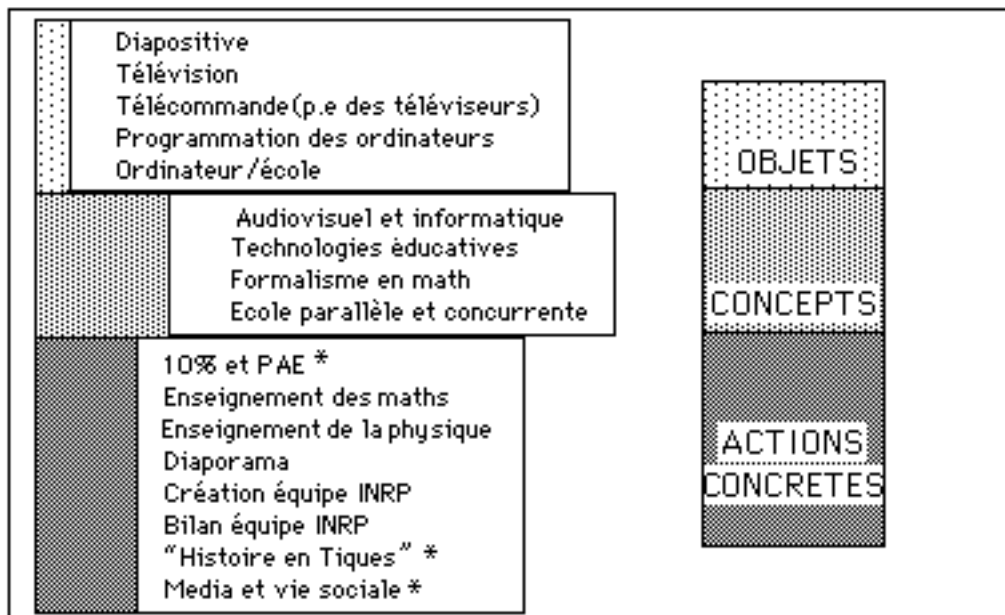 Diapositive
Télévision
Télécommande(p.e des téléviseurs)
Programmation des ordinateurs
Ordinateur/école
Audiovisuel et informatique
Technologies èducatives
Formalisme en math
Ecole parallèle et concurrente
10% et PAE *
Enseignement des maths
Enseignement de la physique
Diaporama
Création équipe INRP
Bilan équipe INRP
"Histoire en Tiques" *
Media et vie sociale *
OBJETS
CONCEPTS
ACTIONS
CONCRETES